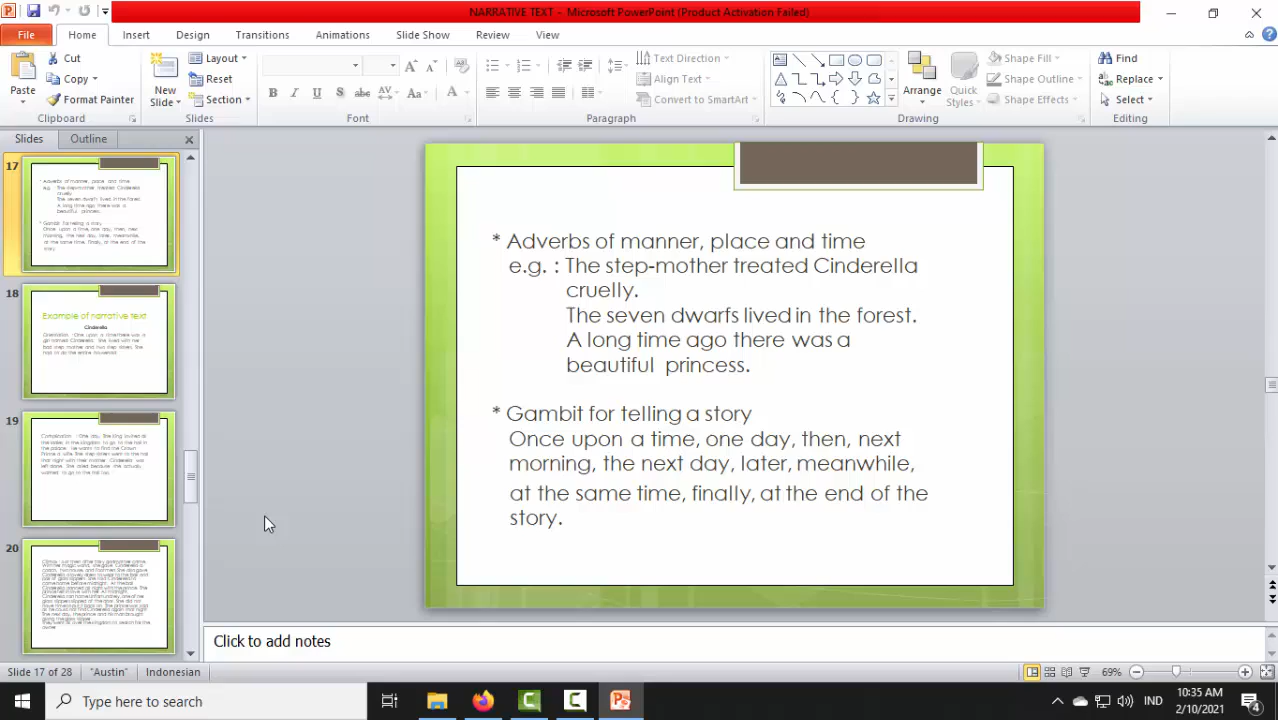 NARRATIVE TEXT - Microsoft PowerPoint (Product Activation Failed)
File Home Insert Design Transitions Animations Slide Show Review View
Paste
Cut
Copy
Format Painter
Clipboard
New Slide
Layout
Reset
Section
Slides
Font
Text Direction
Align Text
Convert to SmartArt
Paragraph
Arrange
Quick Styles
Shape Fill
Shape Outline
Shape Effects
Drawing
Find
Replace
Select
Editing
Slides Outline
17
18
Example of narrative text
Cinderella
19
20
* Adverbs of manner, place and time
e.g. : The step-mother treated Cinderella
cruelly.
The seven dwarfs lived in the forest.
A long time ago there was a
beautiful princess.
* Gambit for telling a story
Once upon a time, one day, then, next
morning, the next day, later, meanwhile,
at the same time, finally, at the end of the
story.
Click to add notes
Slide 17 of 28 "Austin" Indonesian 69%
Type here to search
IND
10:35 AM
2/10/2021
4